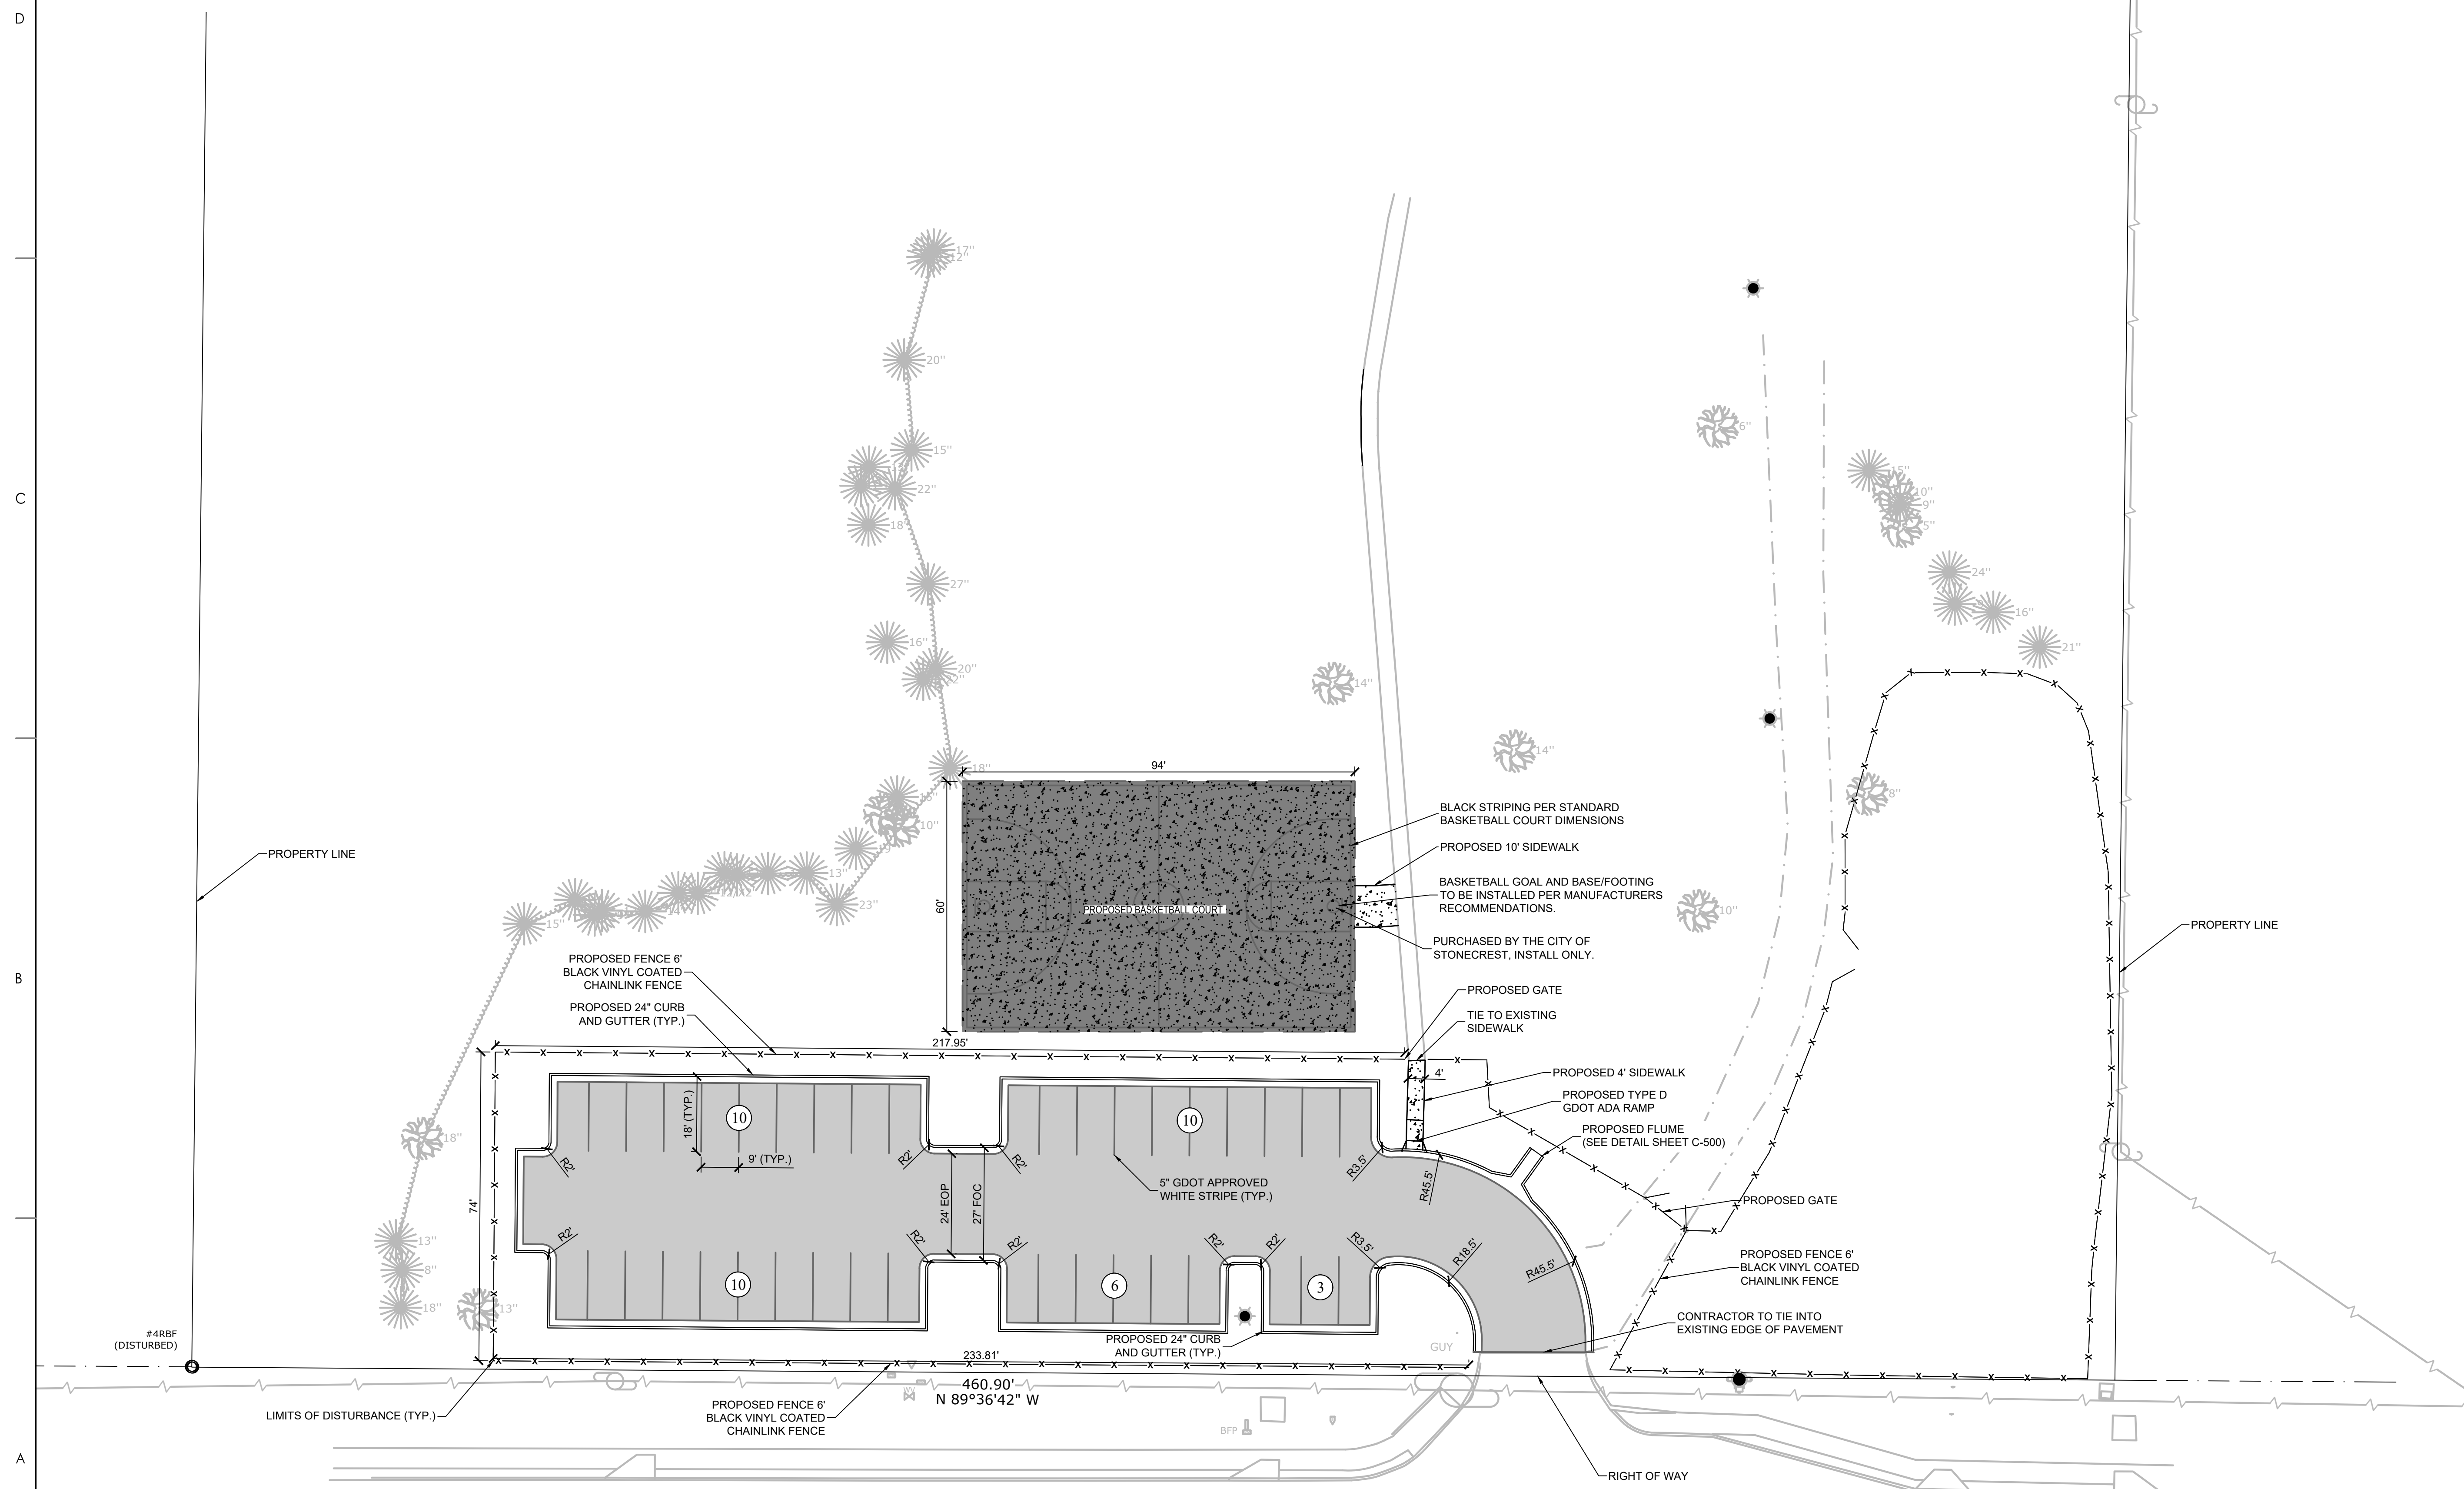 D
C
B
A
17"
12"
20"
15"
22"
18"
27"
16"
20"
22"
18"
10"
13"
23"
15"
18"
13"
8"
18"
13"
14"
14"
6"
15"
10"
9"
5"
24"
16"
21"
8"
10"
94'
60'
PROPOSED BASKETBALL COURT
BLACK STRIPING PER STANDARD
BASKETBALL COURT DIMENSIONS
PROPOSED 10' SIDEWALK
BASKETBALL GOAL AND BASE/FOOTING
TO BE INSTALLED PER MANUFACTURERS
RECOMMENDATIONS.
PURCHASED BY THE CITY OF
STONECREST, INSTALL ONLY.
PROPERTY LINE
PROPERTY LINE
PROPOSED FENCE 6'
BLACK VINYL COATED
CHAINLINK FENCE
PROPOSED 24" CURB
AND GUTTER (TYP.)
PROPOSED GATE
TIE TO EXISTING
SIDEWALK
217.95'
4'
PROPOSED 4' SIDEWALK
PROPOSED TYPE D
GDOT ADA RAMP
PROPOSED FLUME
(SEE DETAIL SHEET C-500)
18' (TYP.)
10
10
9' (TYP.)
R2'
R2'
R2'
R3.5'
R45.5'
5" GDOT APPROVED
WHITE STRIPE (TYP.)
74'
24' EOP
27' FOC
PROPOSED GATE
R2'
R2'
R2'
R2'
R2'
R3.5'
R18.5'
R45.5'
10
6
3
PROPOSED FENCE 6'
BLACK VINYL COATED
CHAINLINK FENCE
CONTRACTOR TO TIE INTO
EXISTING EDGE OF PAVEMENT
#4RBF
(DISTURBED)
PROPOSED 24" CURB
AND GUTTER (TYP.)
GUY
233.81'
460.90'
N 89°36'42" W
LIMITS OF DISTURBANCE (TYP.)
PROPOSED FENCE 6'
BLACK VINYL COATED
CHAINLINK FENCE
BFP
RIGHT OF WAY